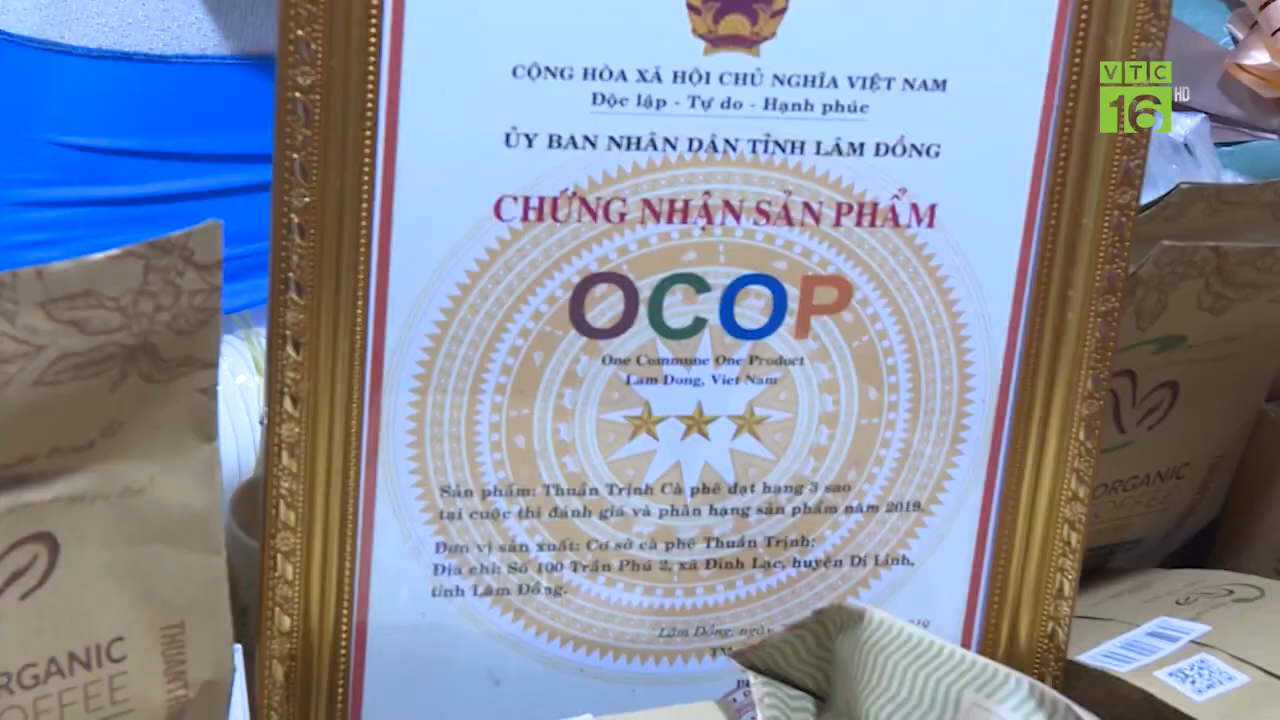 VTC
16 HD
CỘNG HÒA XÃ HỘI CHỦ NGHĨA VIỆT NAM
Độc lập - Tự do - Hạnh phúc
ỦY BAN NHÂN DÂN TỈNH LÂM ĐỒNG
CHỨNG NHẬN SẢN PHẨM
OCOP
One Commune One Product
Lam Dong, Viet Nam
Sản phẩm: Thuần Trịnh Cà phê đạt hạng 3 sao
tại cuộc thi đánh giá và phân hạng sản phẩm năm 2019.
Đơn vị sản xuất: Cơ sở cà phê Thuần Trịnh;
Địa chỉ: Số 100 Trần Phú 2, xã Đinh Lạc, huyện Di Linh,
tỉnh Lâm Đồng.
Lâm Đồng, ngày
RGANIC
OFFEE
ORGANIC
COFFEE